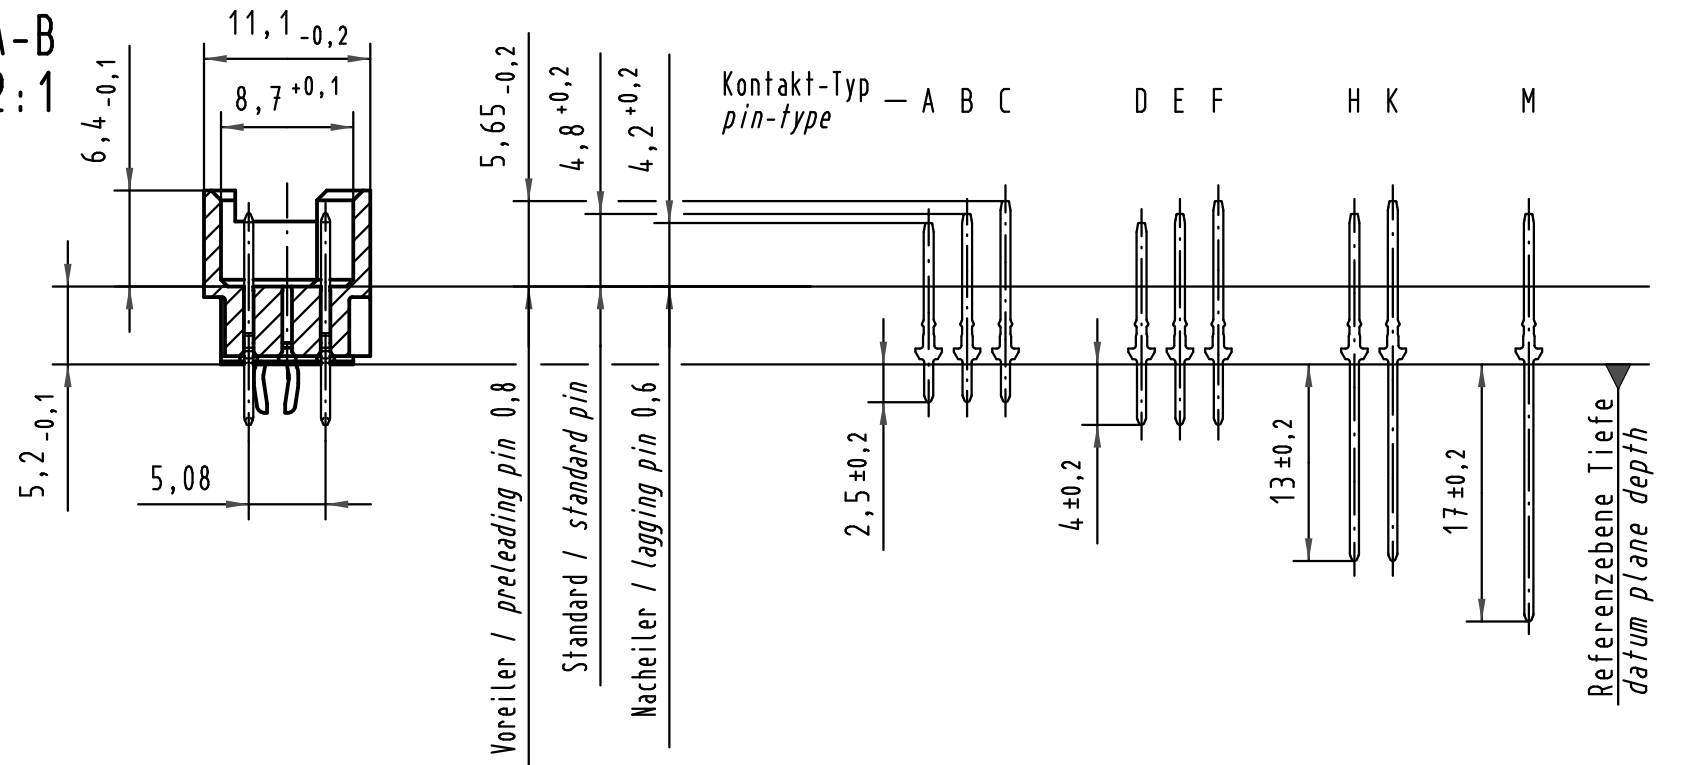 A-B
2:1
11,1 -0,2
8,7 +0,1
6,4 -0,1
5,2 -0,1
5,08
5,65 -0,2
4,8 +0,2
4,2 +0,2
Voreiler / preleading pin 0,8
Standard / standard pin
Nacheiler / lagging pin 0,6
Kontakt-Typ — A B C D E F H K M
pin-type
2,5 ±0,2
4 ±0,2
13 ±0,2
17 ±0,2
Referenzebene Tiefe
datum plane depth